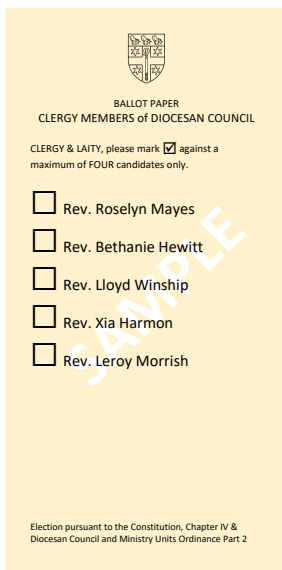 BALLOT PAPER
CLERGY MEMBERS of DIOCESAN COUNCIL
CLERGY & LAITY, please mark ☑ against a
maximum of FOUR candidates only.
☐ Rev. Roselyn Mayes
☐ Rev. Bethanie Hewitt
☐ Rev. Lloyd Winship
☐ Rev. Xia Harmon
☐ Rev. Leroy Morrish
SAMPLE
Election pursuant to the Constitution, Chapter IV &
Diocesan Council and Ministry Units Ordinance Part 2